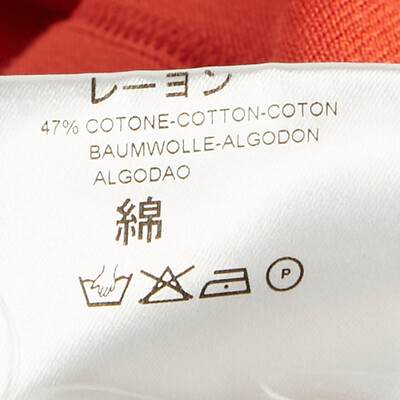 レーヨン
47% COTONE-COTTON-COTON
BAUMWOLLE-ALGODON
ALGODAO
綿
P